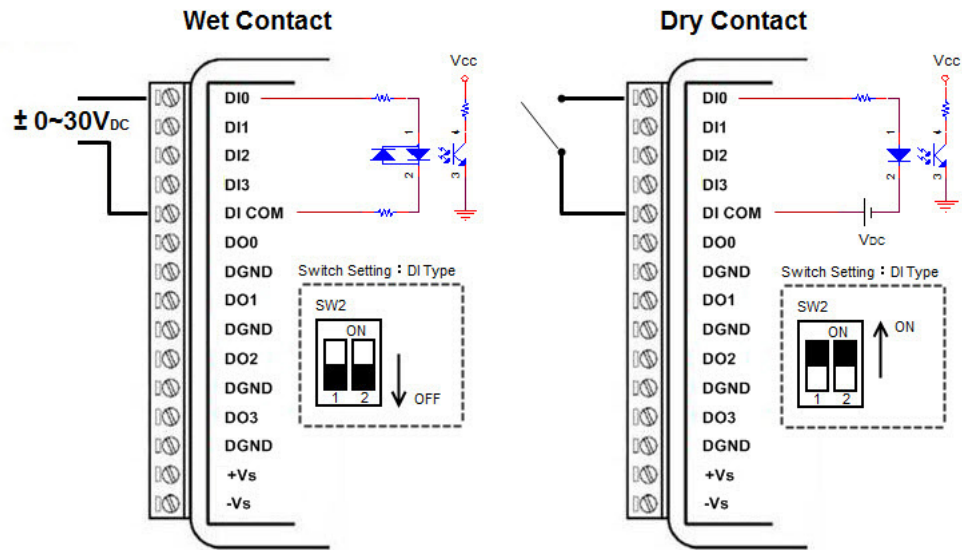 Wet Contact
± 0~30VDC
DI0
DI1
DI2
DI3
DI COM
DO0
DGND
DO1
DGND
DO2
DGND
DO3
DGND
+Vs
-Vs
Vcc
1
2
4
3
Switch Setting : DI Type
SW2
ON
1 2
OFF
Dry Contact
DI0
DI1
DI2
DI3
DI COM
DO0
DGND
DO1
DGND
DO2
DGND
DO3
DGND
+Vs
-Vs
Vcc
1
2
4
3
VDC
Switch Setting : DI Type
SW2
ON
1 2
ON